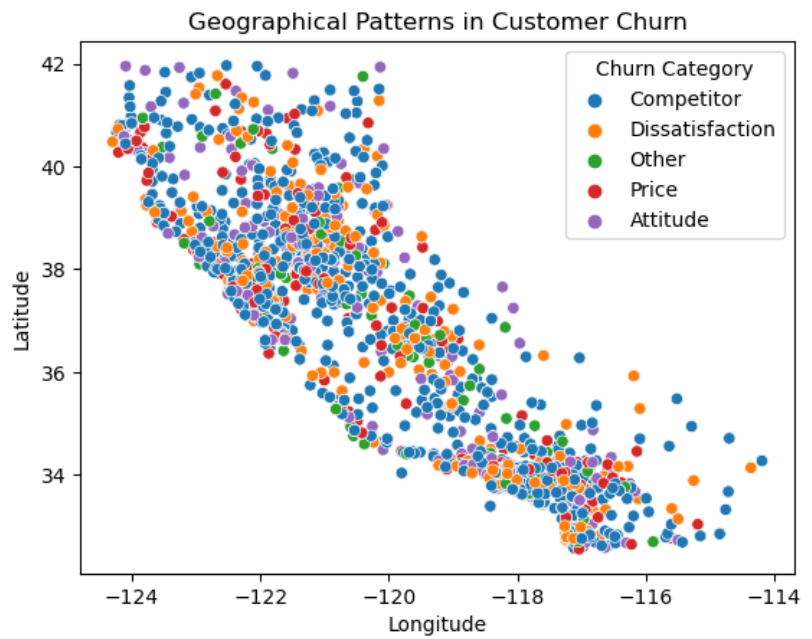 Geographical Patterns in Customer Churn
Churn Category
Competitor
Dissatisfaction
Other
Price
Attitude
Latitude
42
40
38
36
34
−124
−122
−120
−118
−116
−114
Longitude